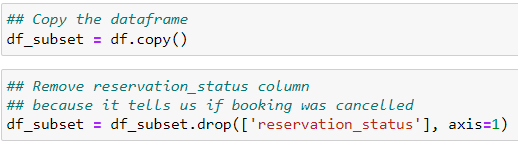 ## Copy the dataframe
df_subset = df.copy()
## Remove reservation_status column
## because it tells us if booking was cancelled
df_subset = df_subset.drop(['reservation_status'], axis=1)